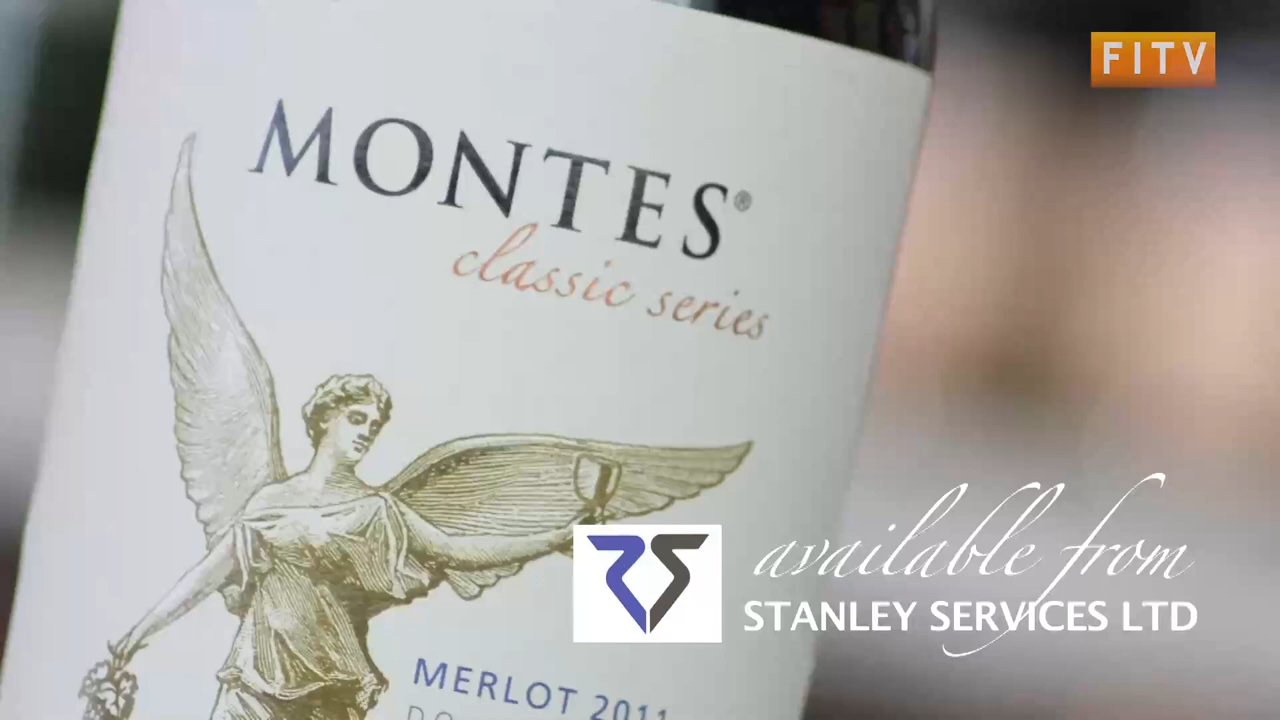 FITV
MONTES®
classic series
available from
STANLEY SERVICES LTD
MERLOT 2011